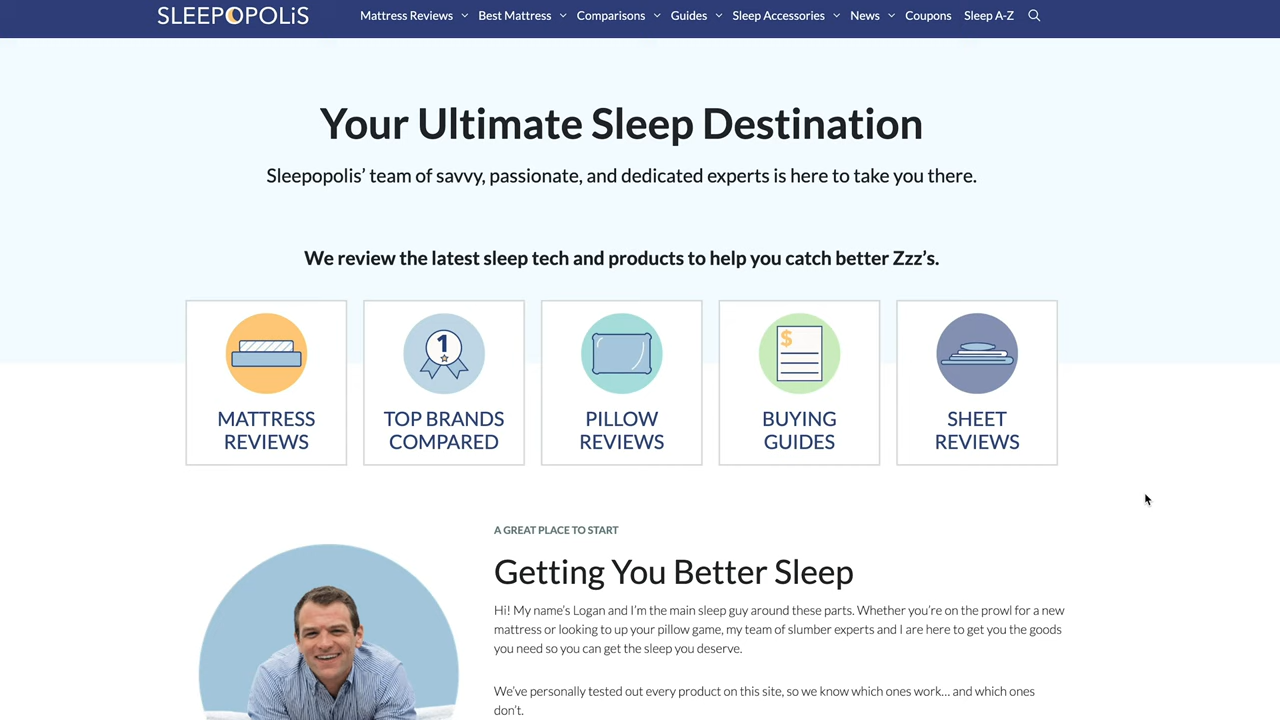 SLEEPOPOLiS
Mattress Reviews Best Mattress Comparisons Guides Sleep Accessories News Coupons Sleep A-Z
Your Ultimate Sleep Destination
Sleepopolis’ team of savvy, passionate, and dedicated experts is here to take you there.
We review the latest sleep tech and products to help you catch better Zzz’s.
1
$
MATTRESS
REVIEWS
TOP BRANDS
COMPARED
PILLOW
REVIEWS
BUYING
GUIDES
SHEET
REVIEWS
A GREAT PLACE TO START
Getting You Better Sleep
Hi! My name’s Logan and I’m the main sleep guy around these parts. Whether you’re on the prowl for a new
mattress or looking to up your pillow game, my team of slumber experts and I are here to get you the goods
you need so you can get the sleep you deserve.
We’ve personally tested out every product on this site, so we know which ones work… and which ones
don’t.